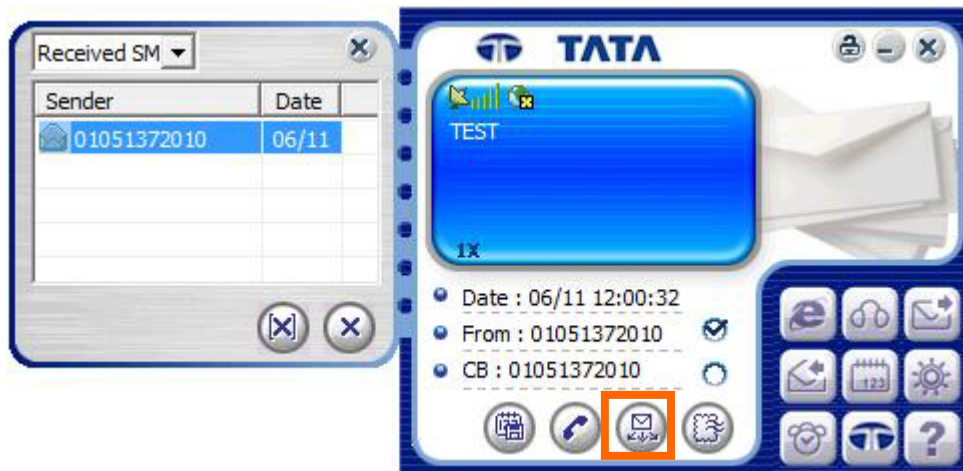 Received SM
Sender Date
01051372010 06/11
TATA
TEST
1X
Date : 06/11 12:00:32
From : 01051372010
CB : 01051372010
123
?